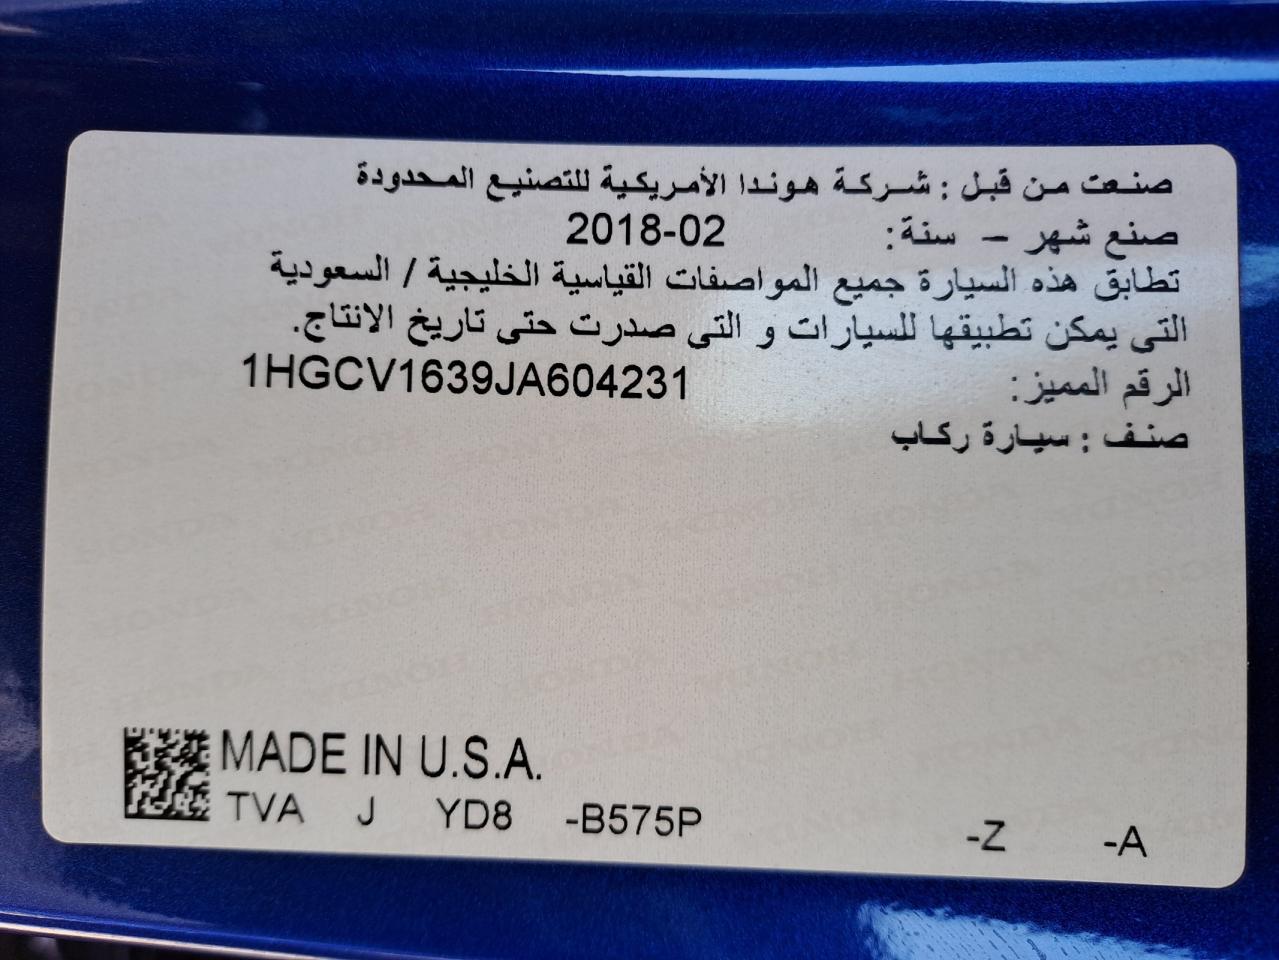 صنعت من قبل : شركة هوندا الأمريكية للتصنيع المحدودة
صنع شهر – سنة: 2018-02
تطابق هذه السيارة جميع المواصفات القياسية الخليجية / السعودية
التى يمكن تطبيقها للسيارات و التى صدرت حتى تاريخ الانتاج.
الرقم المميز: 1HGCV1639JA604231
صنف : سيارة ركاب
MADE IN U.S.A.
TVA J YD8 -B575P -Z -A